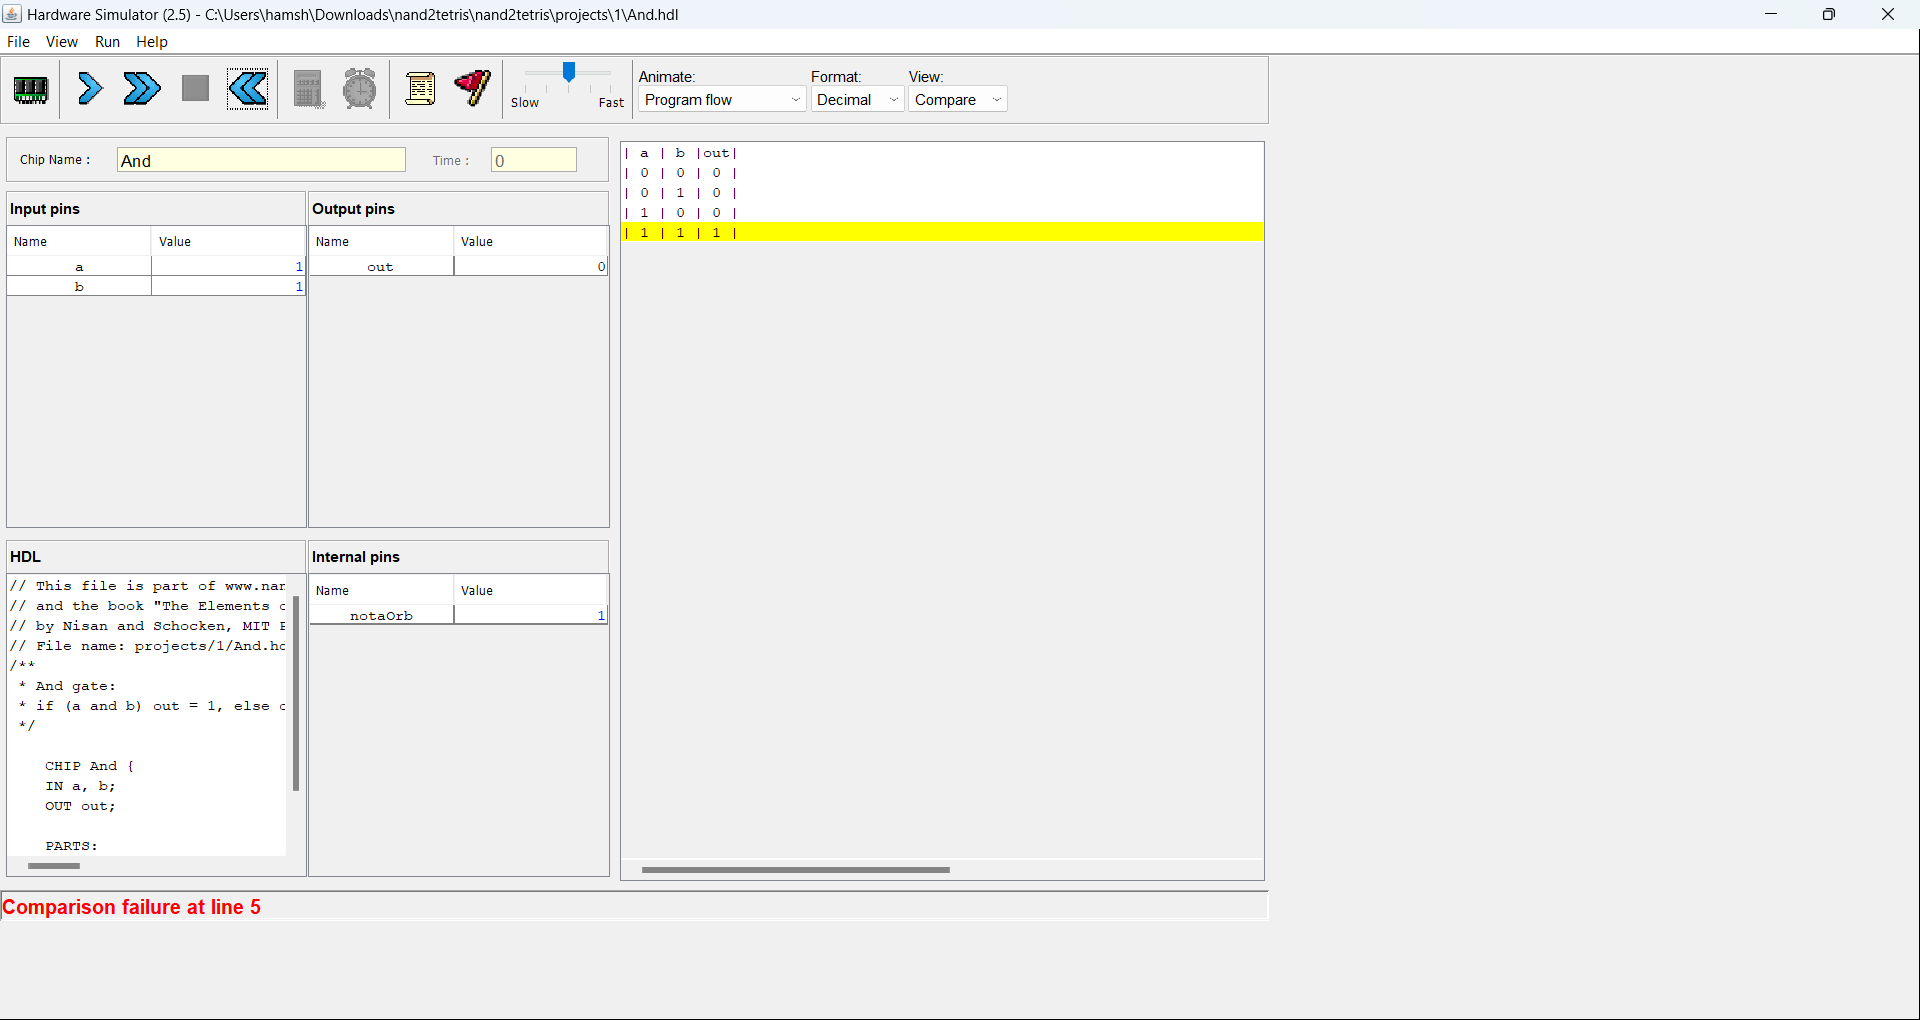 Hardware Simulator (2.5) - C:\Users\hamsh\Downloads\nand2tetris\nand2tetris\projects\1\And.hdl
File View Run Help
Slow Fast
Animate: Format: View:
Program flow Decimal Compare
Chip Name : And Time : 0
| a | b |out|
| 0 | 0 | 0 |
| 0 | 1 | 0 |
| 1 | 0 | 0 |
| 1 | 1 | 1 |
Input pins
Name Value
a 1
b 1
Output pins
Name Value
out 0
HDL
// This file is part of www.nan
// and the book "The Elements
// by Nisan and Schocken, MIT
// File name: projects/1/And.hd
/**
* And gate:
* if (a and b) out = 1, else
*/
CHIP And {
IN a, b;
OUT out;
PARTS:
Internal pins
Name Value
notaOrb 1
Comparison failure at line 5